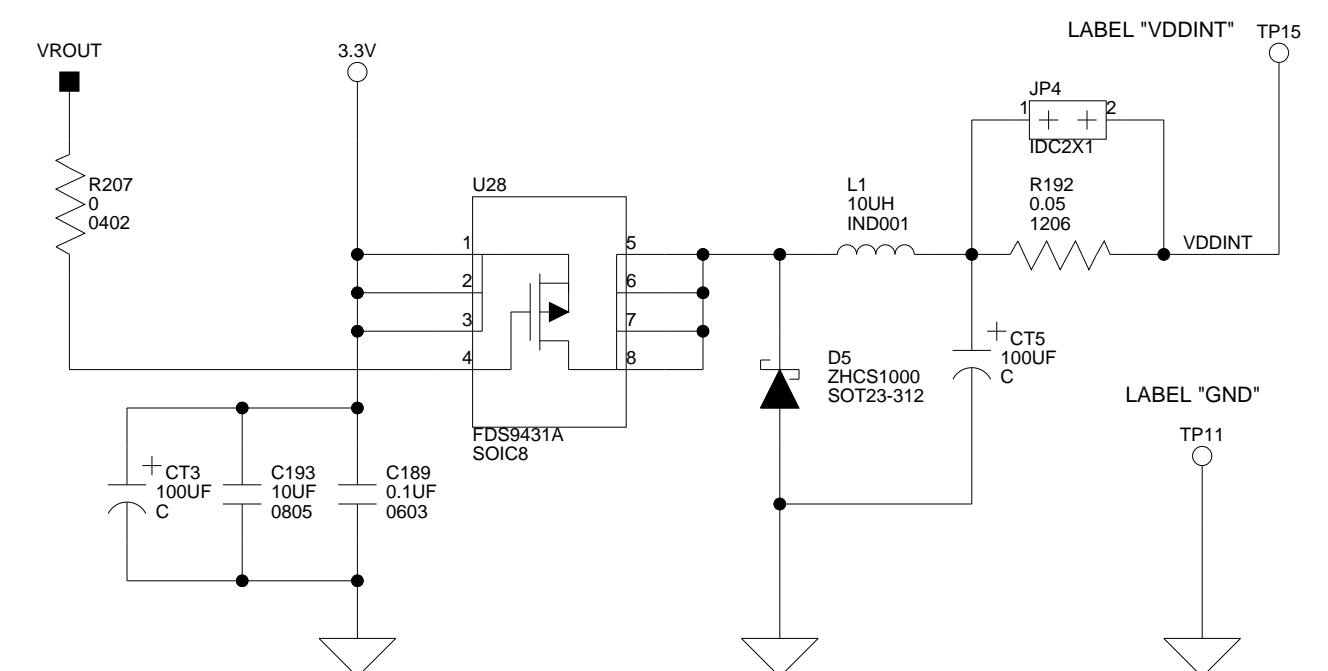 LABEL "VDDINT"
TP15
VROUT
3.3V
JP4
1
2
IDC2X1
R207
0
0402
U28
L1
10UH
IND001
R192
0.05
1206
VDDINT
1
2
3
4
5
6
7
8
FDS9431A
SOIC8
D5
ZHCS1000
SOT23-312
+
CT5
100UF
C
LABEL "GND"
TP11
+
CT3
100UF
C
C193
10UF
0805
C189
0.1UF
0603